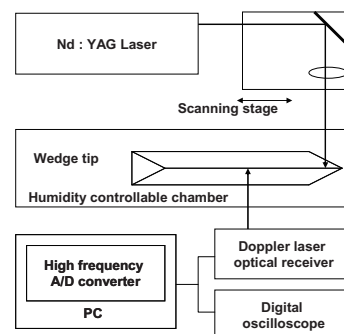 Nd : YAG Laser
Scanning stage
Wedge tip
Humidity controllable chamber
High frequency
A/D converter
PC
Doppler laser
optical receiver
Digital
oscilloscope